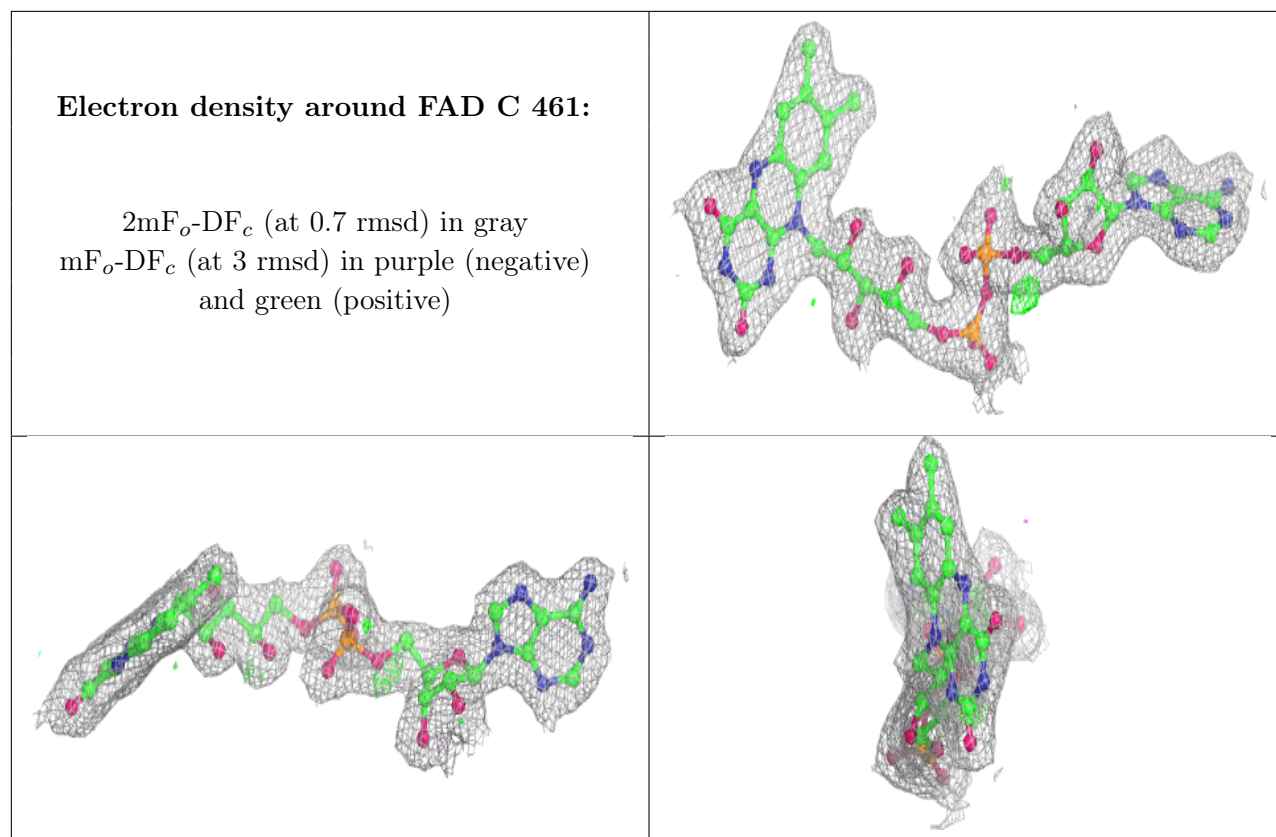 Electron density around FAD C 461:
2mFo-DFc (at 0.7 rmsd) in gray
mFo-DFc (at 3 rmsd) in purple (negative)
and green (positive)